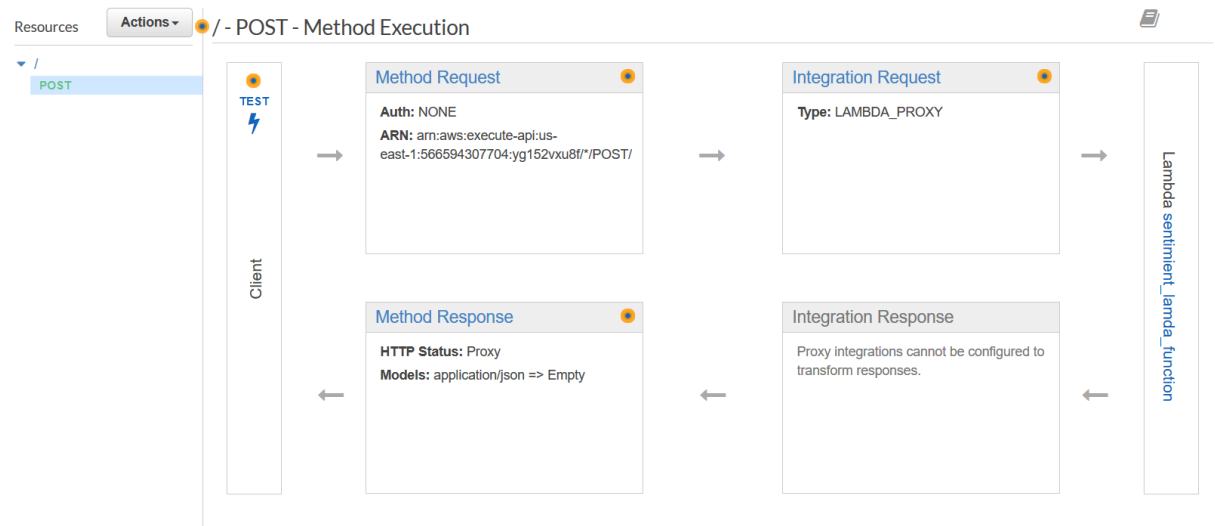 Resources
Actions
/ - POST - Method Execution
/
POST
TEST
Client
Method Request
Auth: NONE
ARN: arn:aws:execute-api:us-
east-1:566594307704:yg152vxu8f/*/POST/
Integration Request
Type: LAMBDA_PROXY
Lambda sentimient_lamda_function
Method Response
HTTP Status: Proxy
Models: application/json => Empty
Integration Response
Proxy integrations cannot be configured to
transform responses.